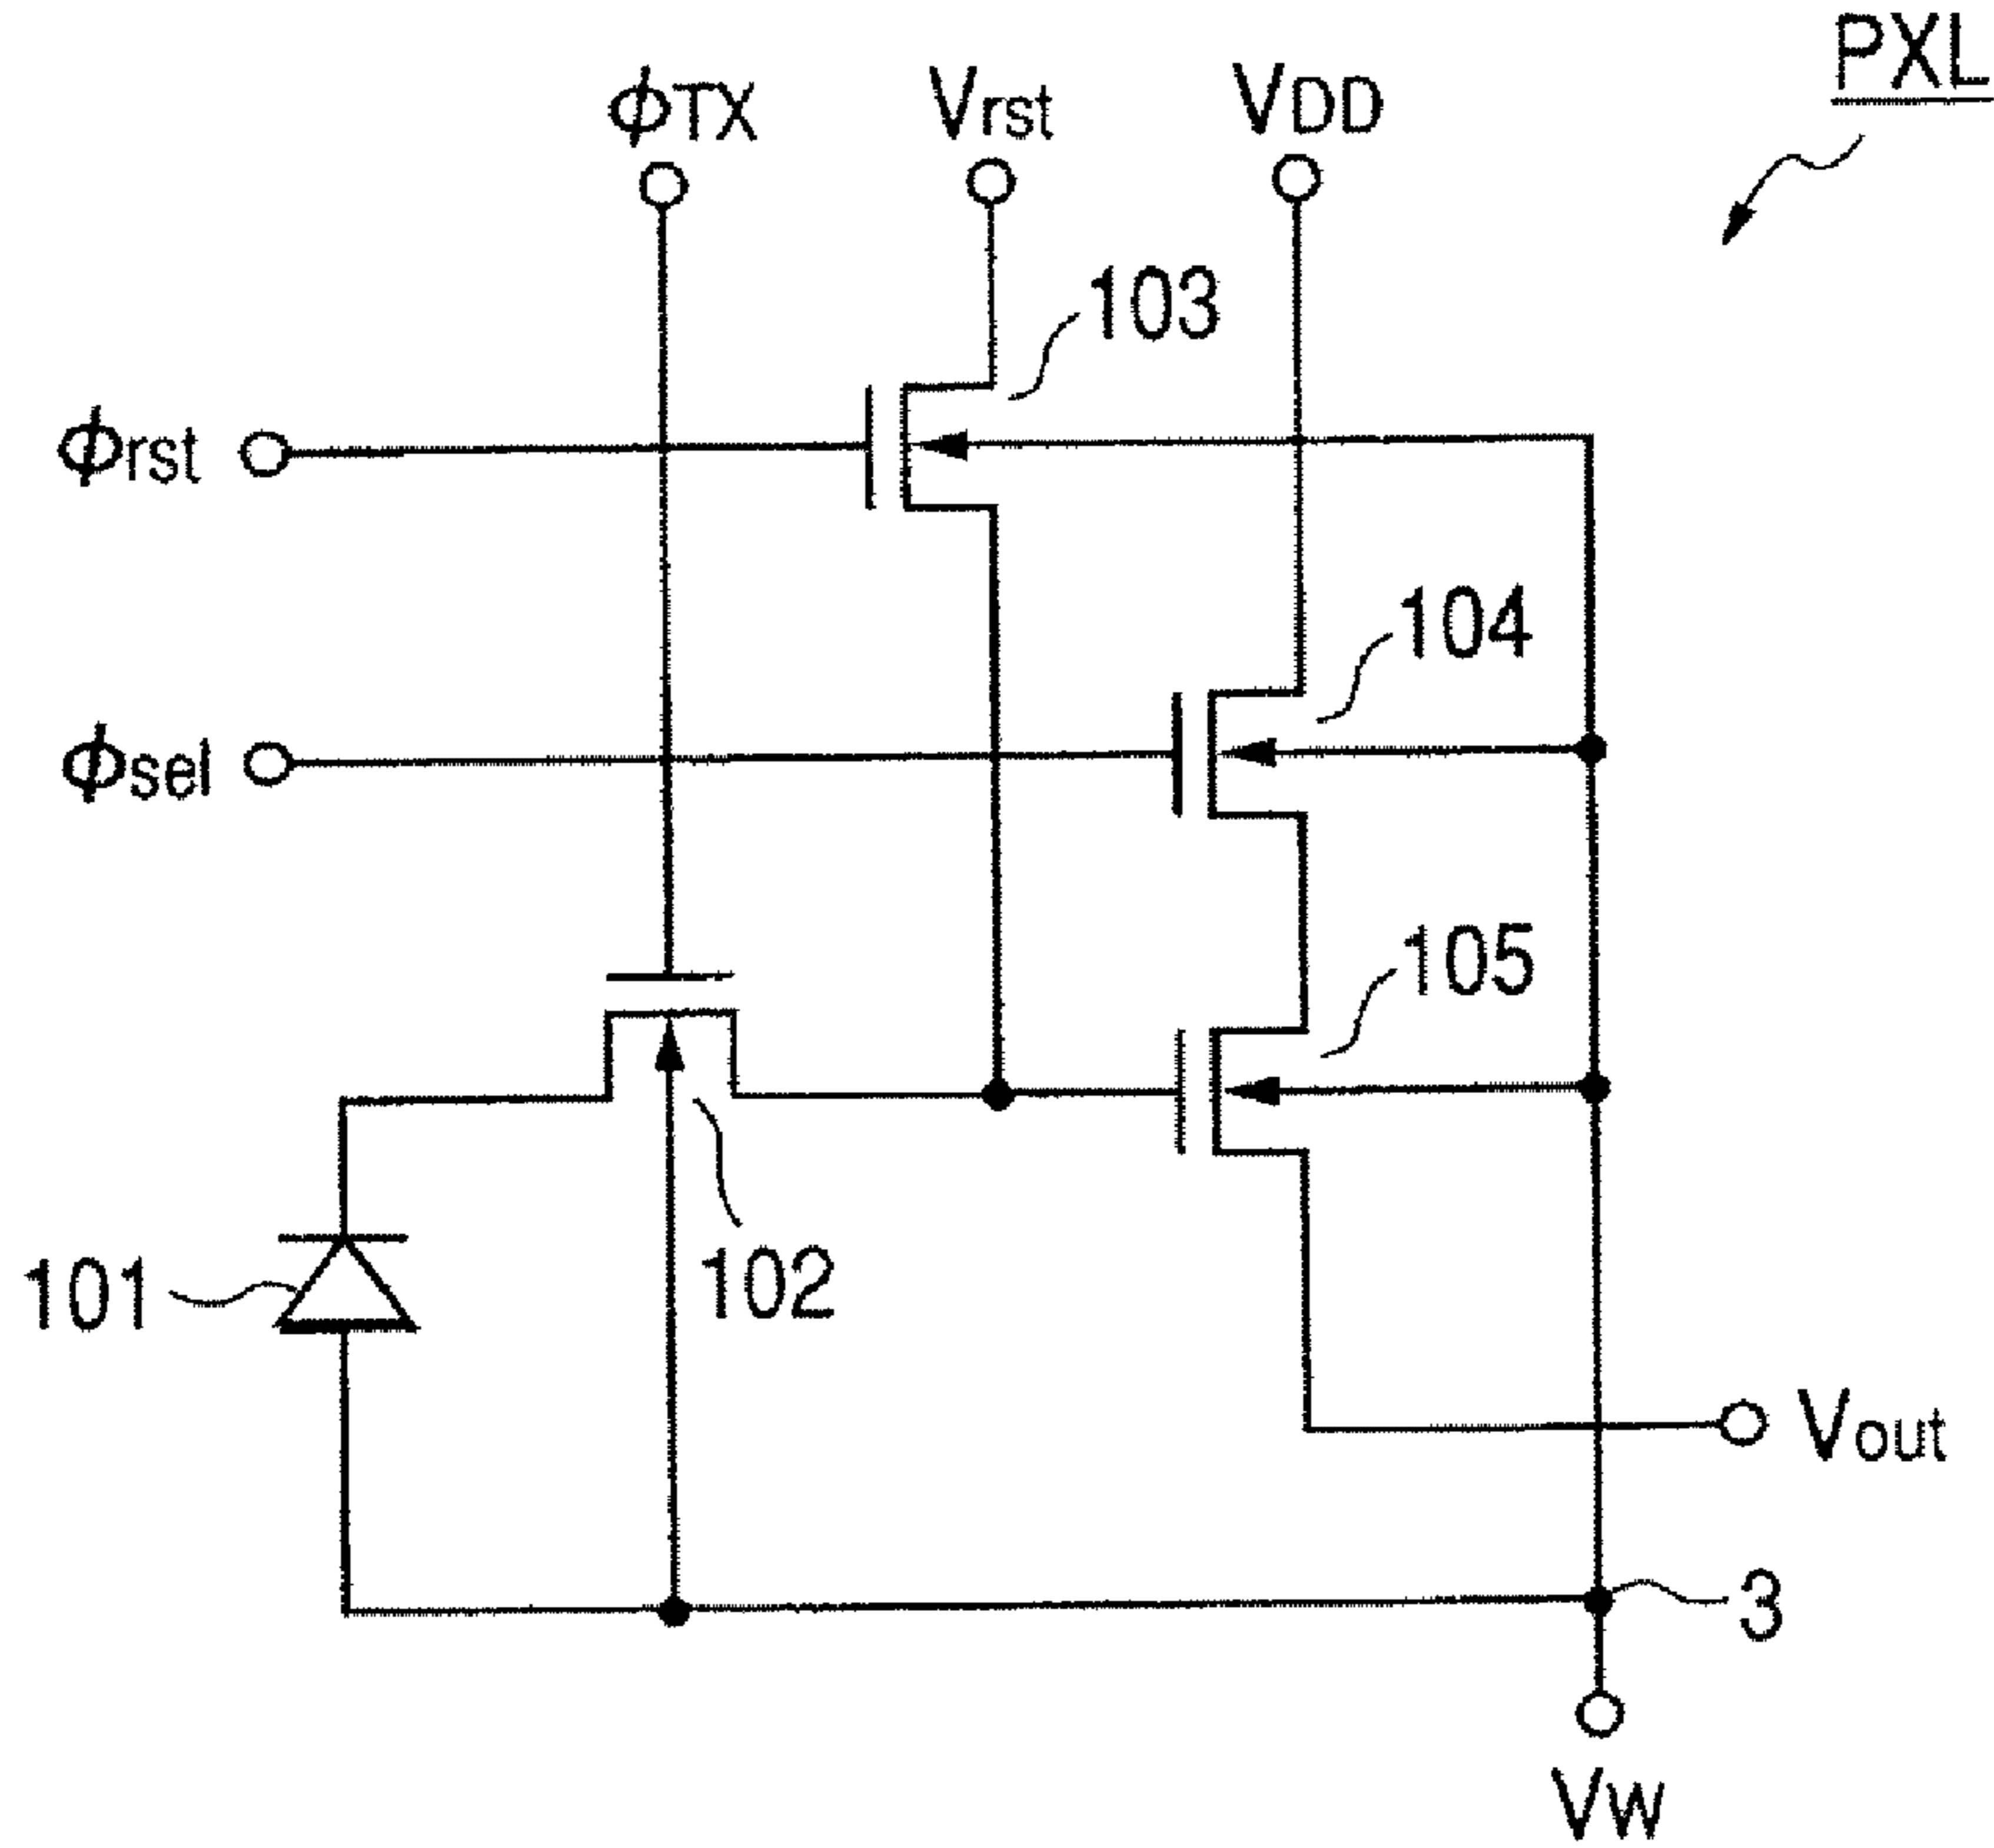 PXL
ϕTX
Vrst
VDD
103
ϕrst
104
ϕsel
105
101
102
Vout
3
VW